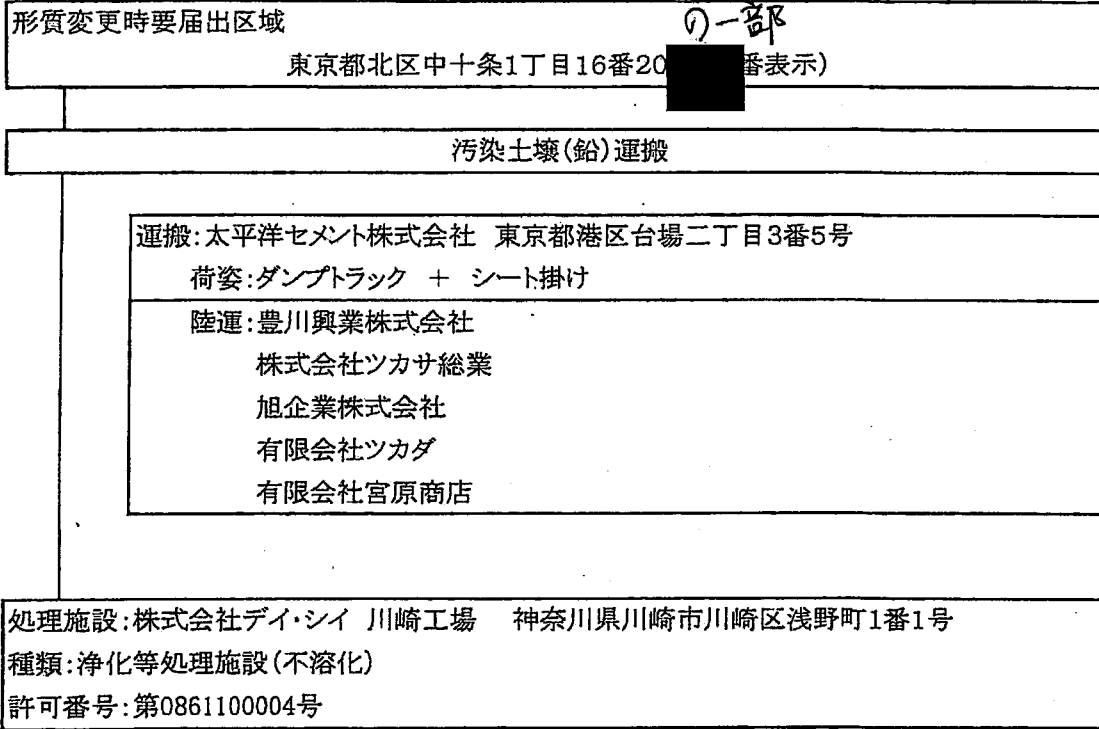 形質変更時要届出区域
の一部
東京都北区中十条1丁目16番20 番表示)
汚染土壌(鉛)運搬
運搬:太平洋セメント株式会社 東京都港区台場二丁目3番5号
荷姿:ダンプトラック + シート掛け
陸運:豊川興業株式会社
株式会社ツカサ総業
旭企業株式会社
有限会社ツカダ
有限会社宮原商店
処理施設:株式会社デイ・シイ 川崎工場 神奈川県川崎市川崎区浅野町1番1号
種類:浄化等処理施設(不溶化)
許可番号:第0861100004号